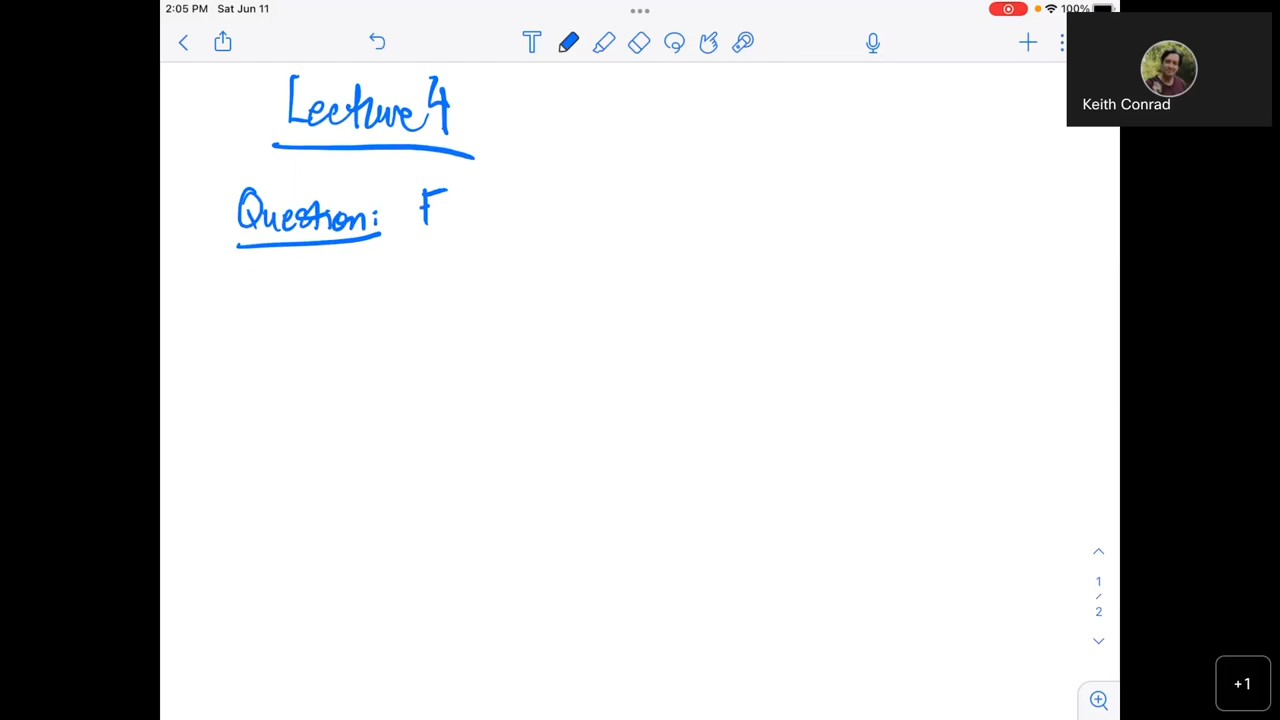 2:05 PM Sat Jun 11
100%
Keith Conrad
Lecture 4
Question: F
1
2
+1